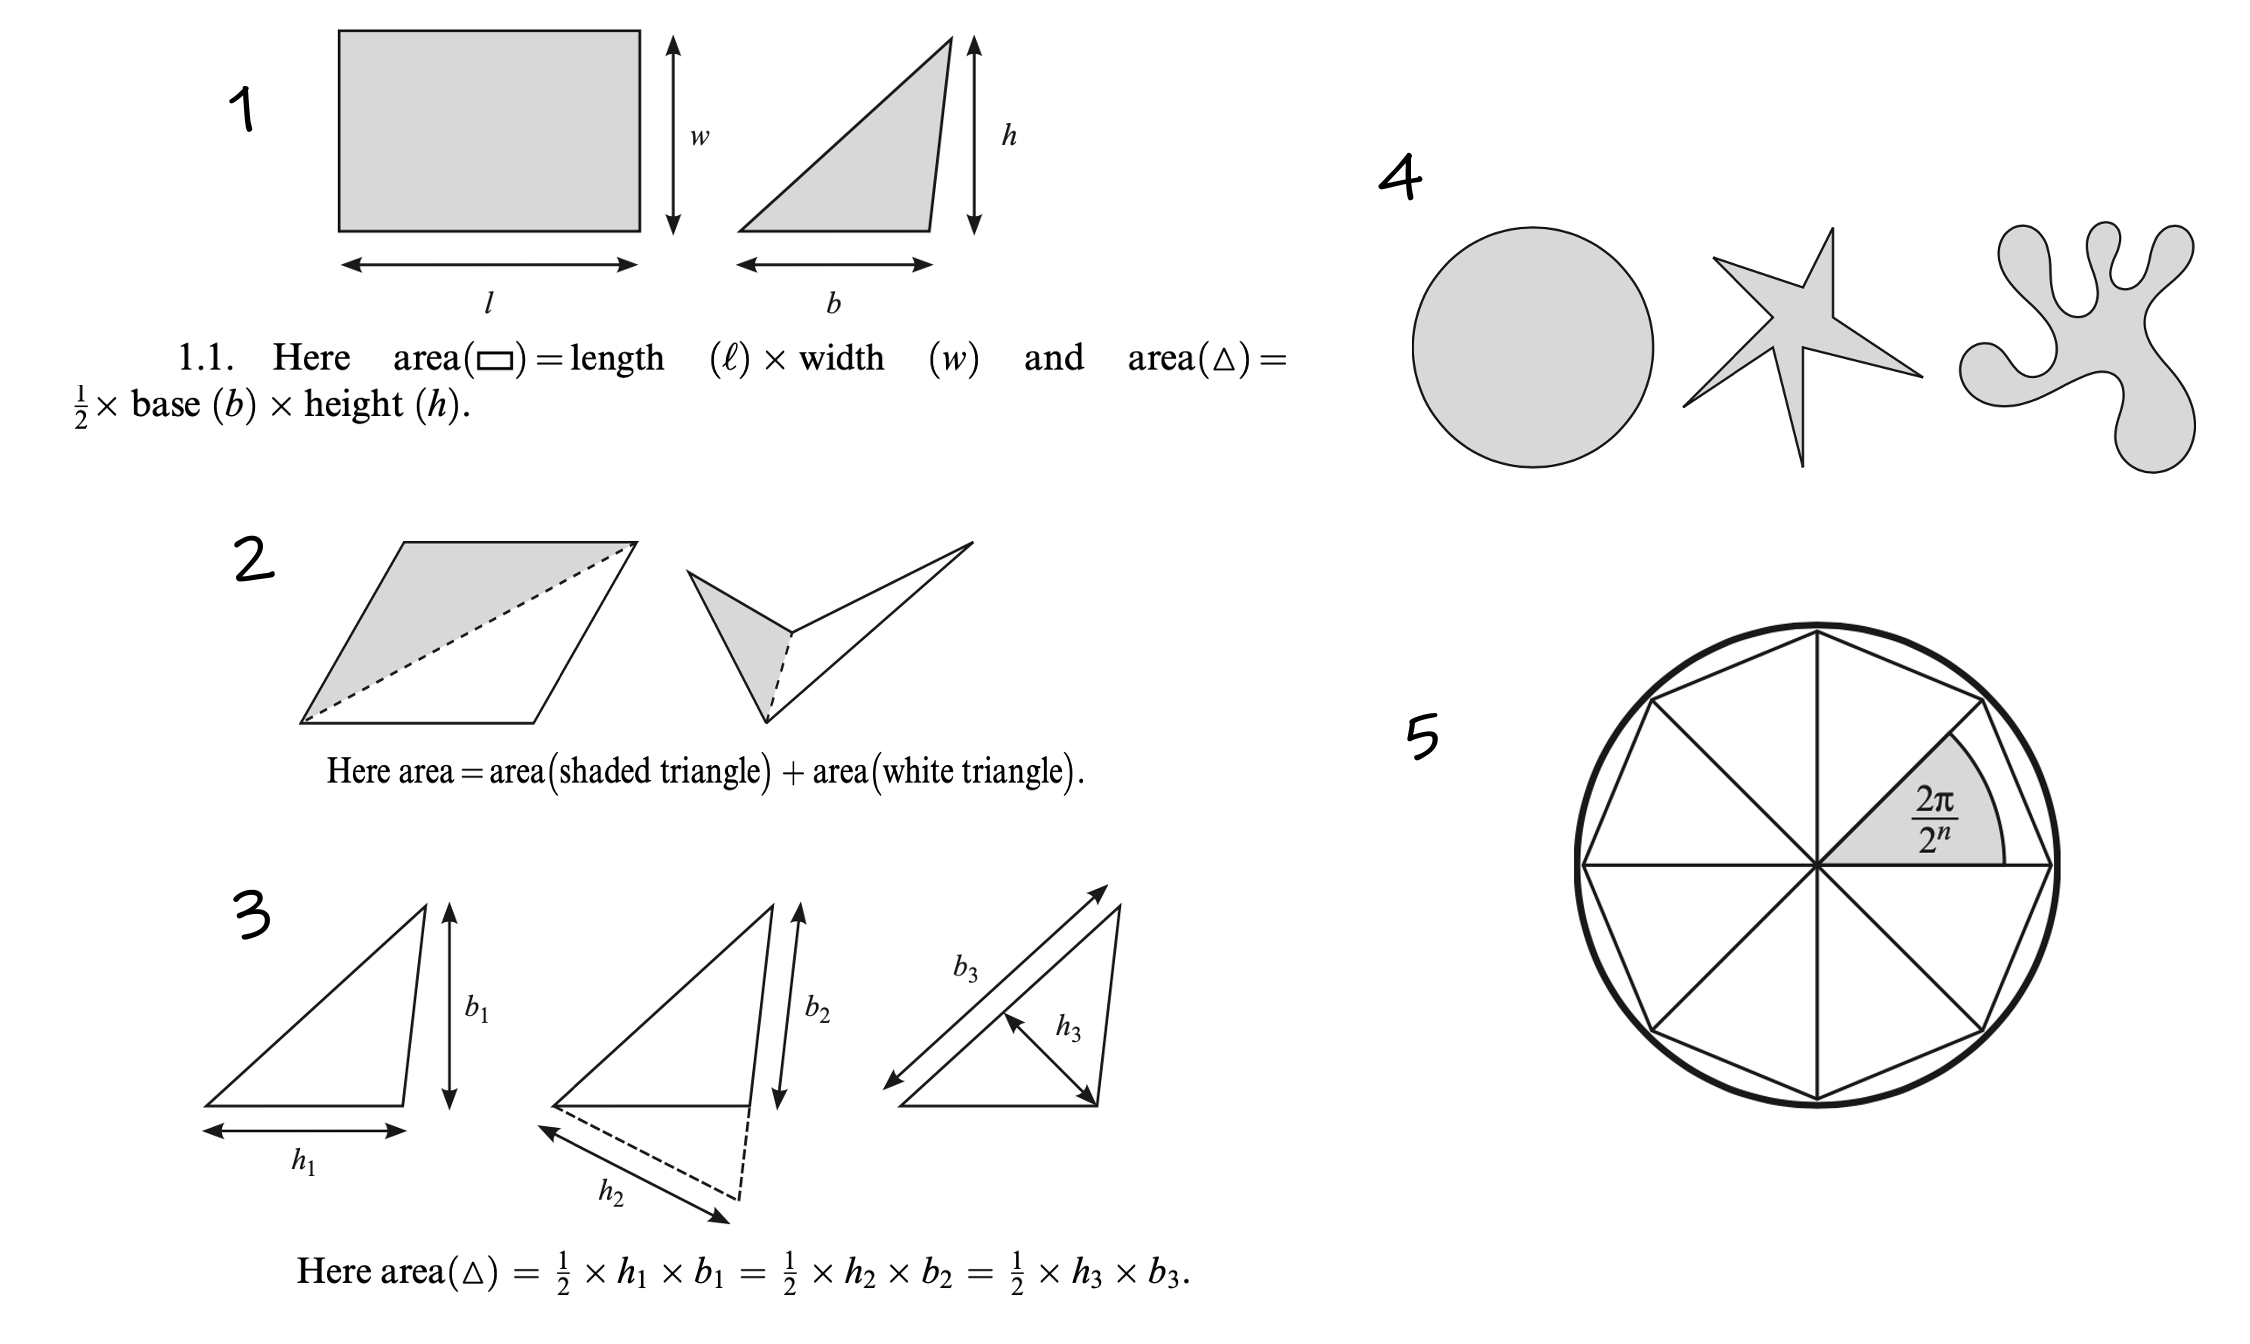 1
w
h
l
b
1.1. Here area(▭) = length (ℓ) × width (w) and area(△) =
½ × base (b) × height (h).
2
Here area = area(shaded triangle) + area(white triangle).
3
b₁
h₁
b₂
h₂
b₃
h₃
Here area(△) = ½ × h₁ × b₁ = ½ × h₂ × b₂ = ½ × h₃ × b₃.
4
5
2π
2ⁿ